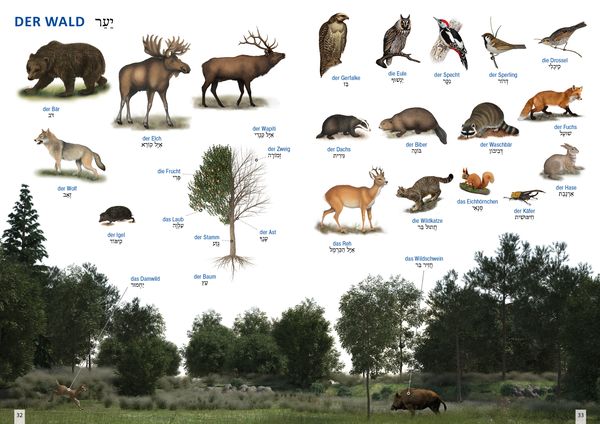 DER WALD יַעַר
der Bär
דֹּב
der Elch
אַיָּל קוֹרֵא
der Wapiti
אַיָּל קָנָדִי
der Gerfalke
בַּז
die Eule
יַנְשׁוּף
der Specht
נַקָּר
der Sperling
דְּרוֹר
die Drossel
קִיכְלִי
der Wolf
זְאֵב
der Igel
קִפּוֹד
die Frucht
פְּרִי
der Zweig
זְמוֹרָה
das Laub
עַלְוָה
der Stamm
גֶּזַע
der Ast
עָנָף
der Baum
עֵץ
der Dachs
גִּירִית
der Biber
בּוֹנֶה
der Waschbär
דְּבִיבוֹן
der Fuchs
שׁוּעָל
das Reh
אַיַּל הַכַּרְמֶל
die Wildkatze
חֲתוּל בַּר
das Eichhörnchen
סְנָאִי
der Käfer
חִפּוּשִׁית
der Hase
אַרְנֶבֶת
das Damwild
יַחְמוּר
das Wildschwein
חֲזִיר בַּר
32
33